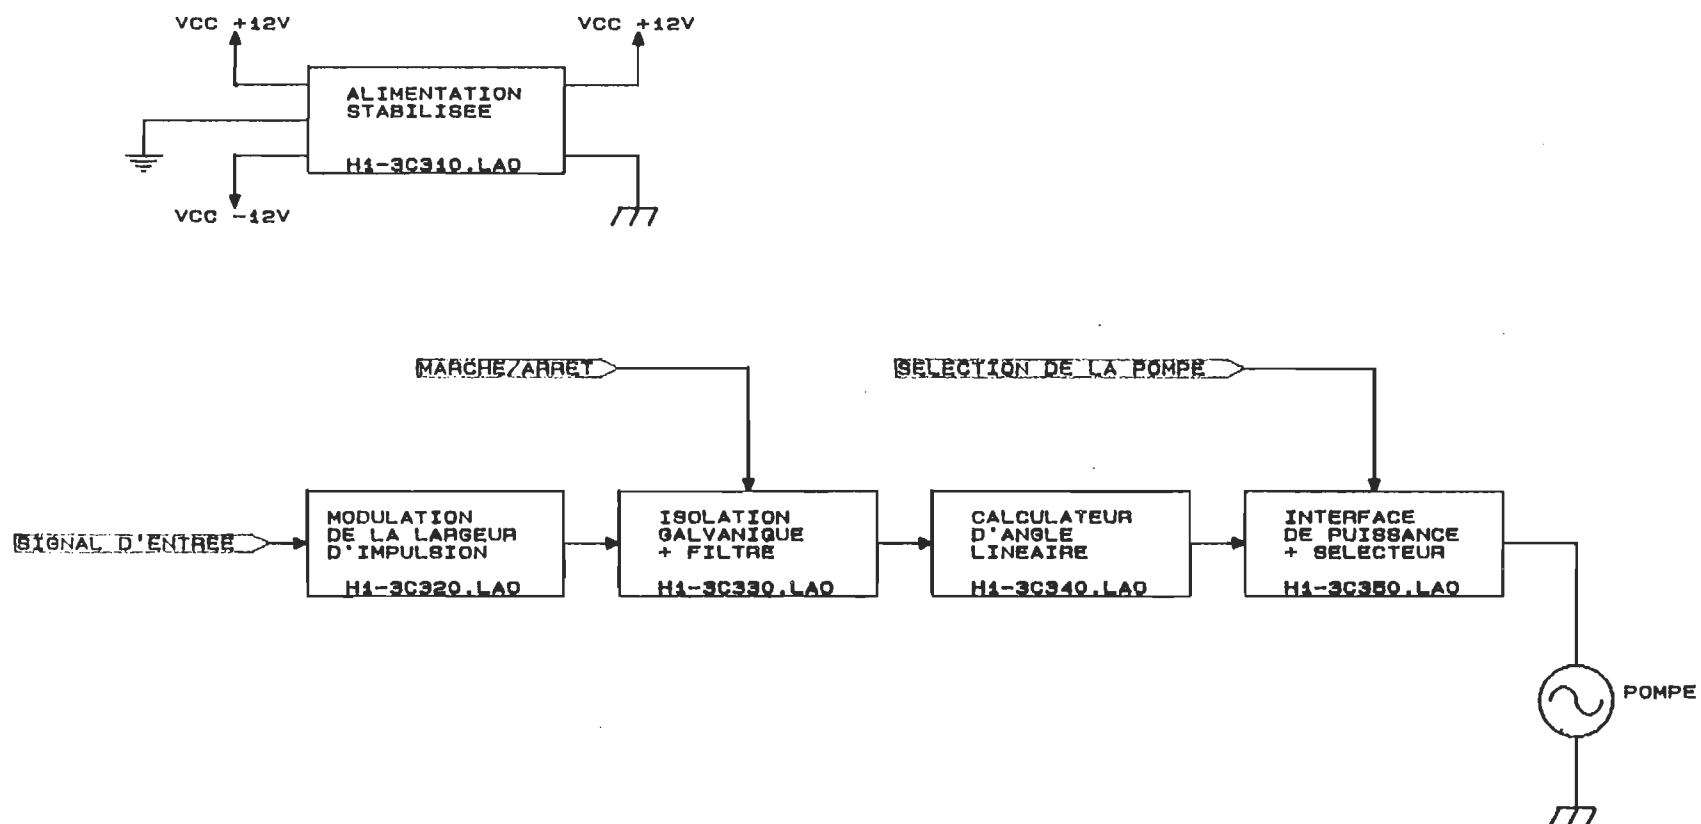 VCC +12V
VCC +12V
ALIMENTATION
STABILISEE
H1-3C310.LAO
VCC -12V
MARCHE/ARRET
SELECTION DE LA POMPE
SIGNAL D'ENTREE
MODULATION
DE LA LARGEUR
D'IMPULSION
H1-3C320.LAO
ISOLATION
GALVANIQUE
+ FILTRE
H1-3C330.LAO
CALCULATEUR
D'ANGLE
LINEAIRE
H1-3C340.LAO
INTERFACE
DE PUISSANCE
+ SELECTEUR
H1-3C350.LAO
POMPE